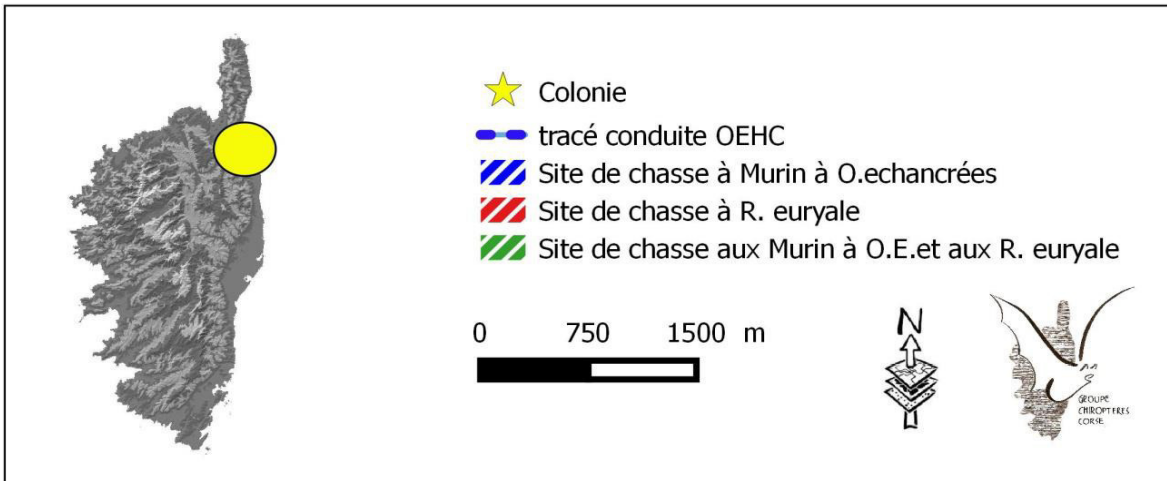 Colonie
tracé conduite OEHC
Site de chasse à Murin à O.echancrées
Site de chasse à R. euryale
Site de chasse aux Murin à O.E.et aux R. euryale
0 750 1500 m
N
GROUPE
CHIROPTERES
CORSE